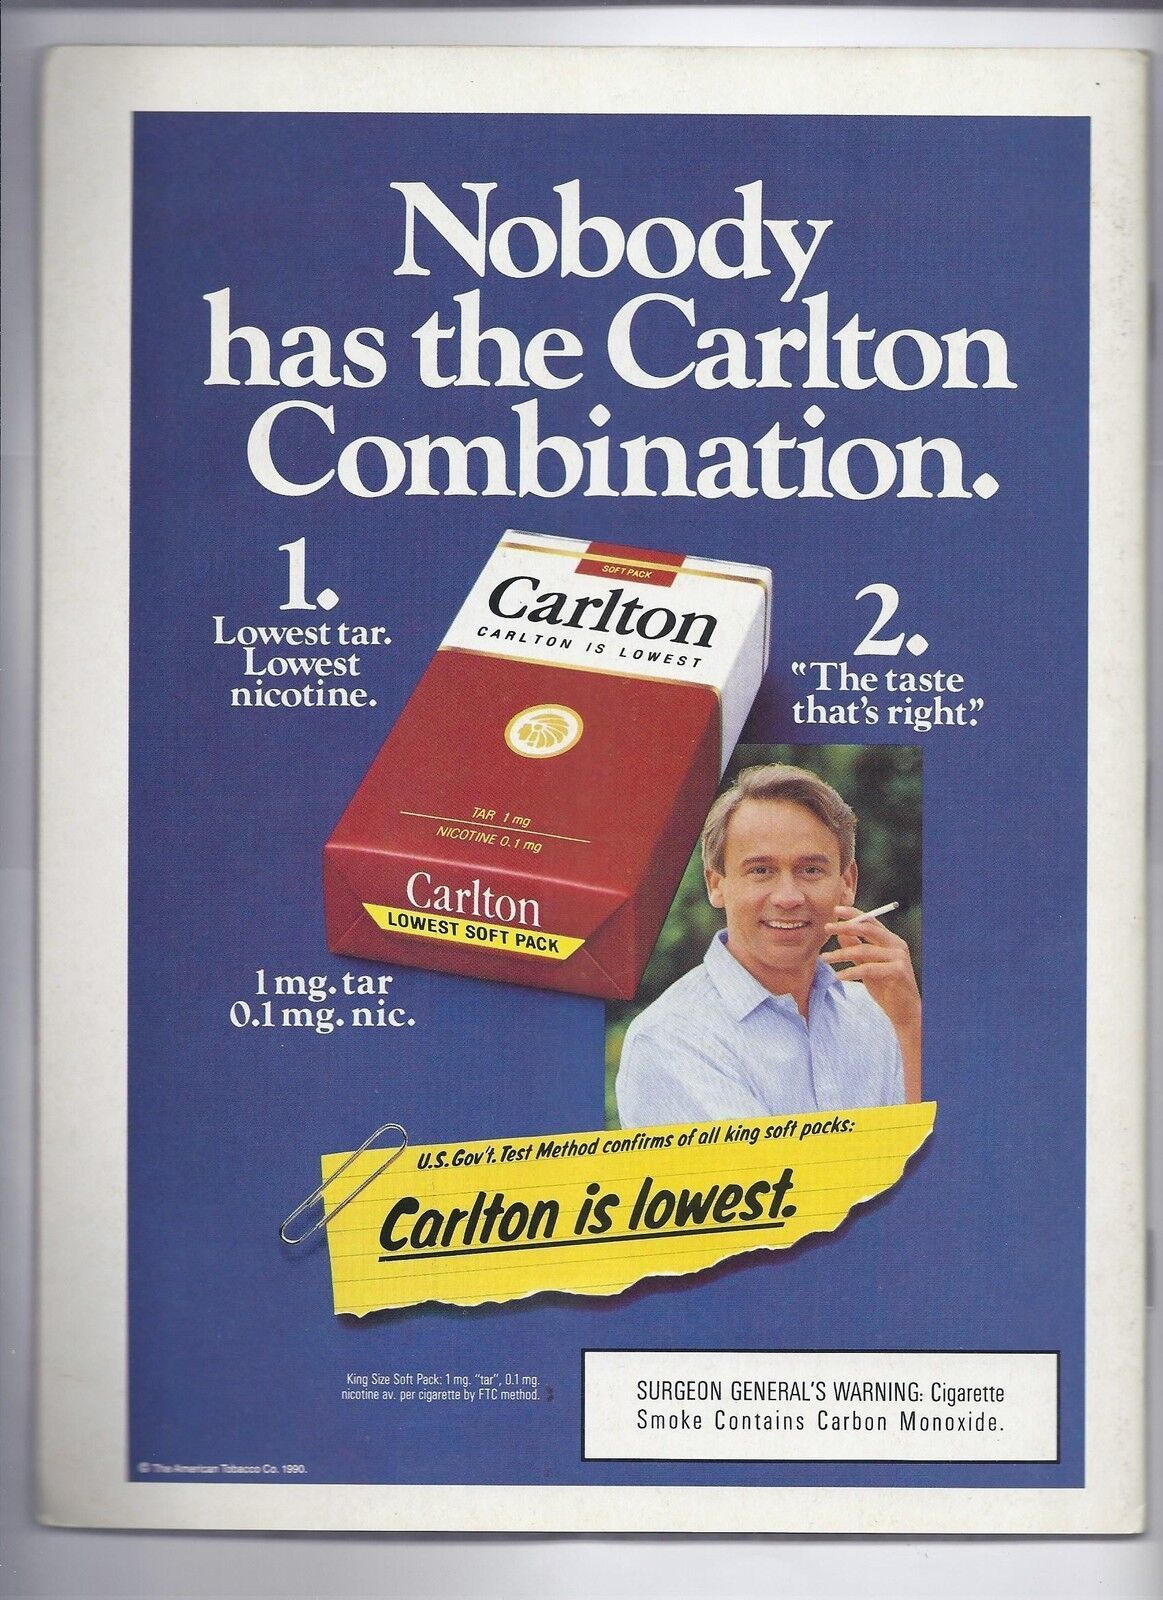 Nobody
has the Carlton
Combination.
1.
Lowest tar.
Lowest
nicotine.
SOFT PACK
Carlton
CARLTON IS LOWEST
TAR 1 mg
NICOTINE 0.1 mg
Carlton
LOWEST SOFT PACK
2.
“The taste
that’s right.”
1 mg. tar
0.1 mg. nic.
U.S. Gov't. Test Method confirms of all king soft packs:
Carlton is lowest.
King Size Soft Pack: 1 mg. "tar", 0.1 mg.
nicotine av. per cigarette by FTC method.
SURGEON GENERAL'S WARNING: Cigarette
Smoke Contains Carbon Monoxide.
© The American Tobacco Co. 1990.